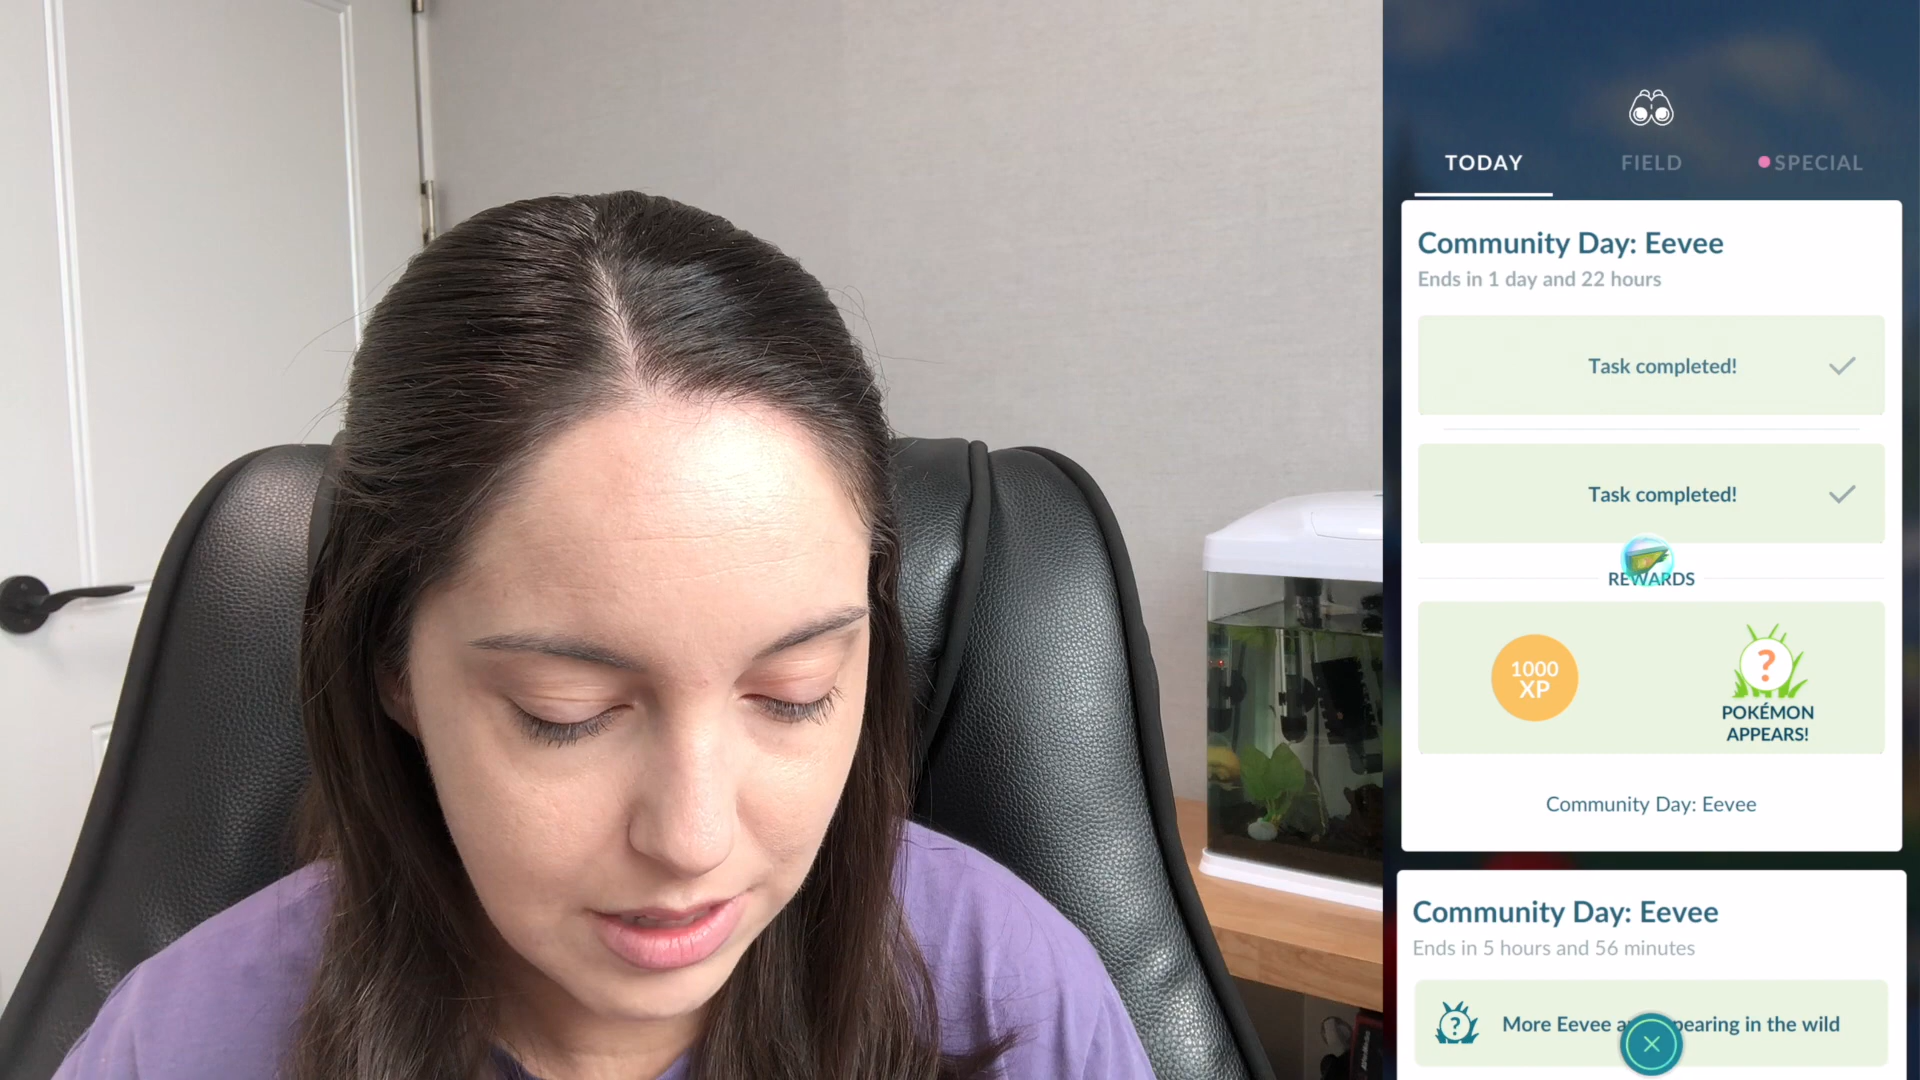 TODAY
FIELD
SPECIAL
Community Day: Eevee
Ends in 1 day and 22 hours
Task completed!
Task completed!
REWARDS
1000
XP
?
POKÉMON
APPEARS!
Community Day: Eevee
Community Day: Eevee
Ends in 5 hours and 56 minutes
?
More Eevee a pearing in the wild